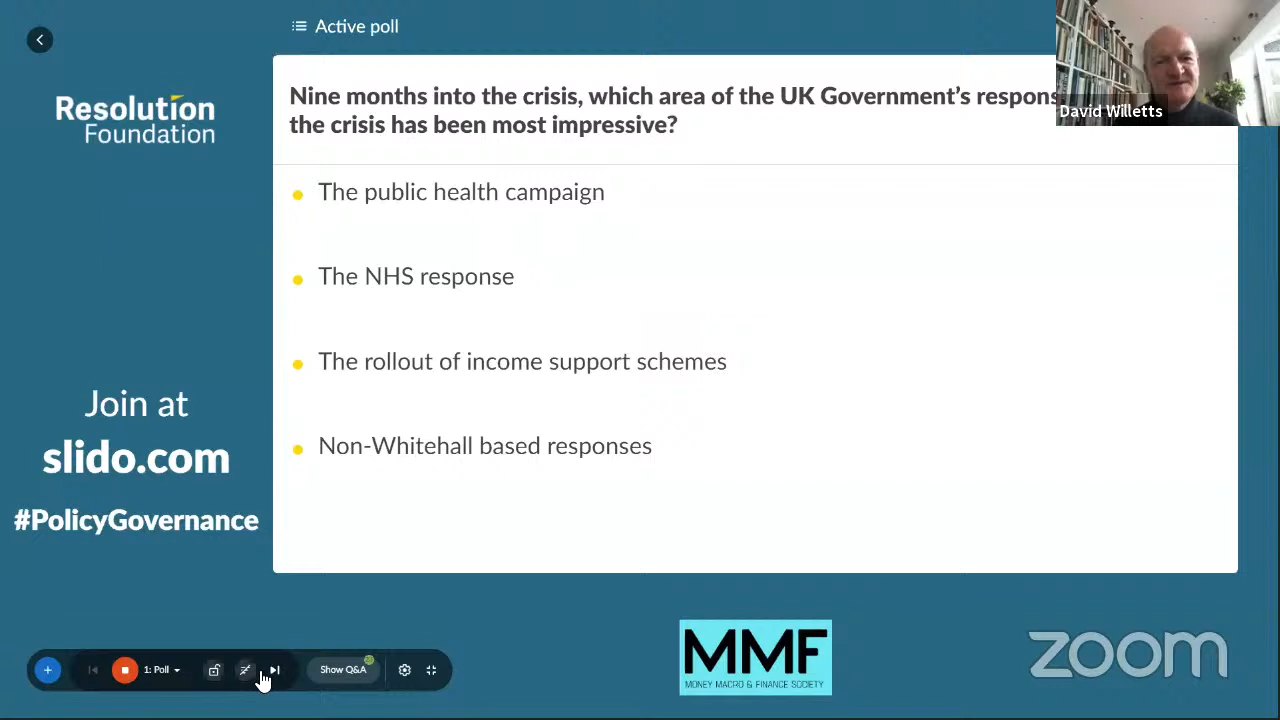 Active poll
Resolution
Foundation
Nine months into the crisis, which area of the UK Government's respons
the crisis has been most impressive?
David Willetts
The public health campaign
The NHS response
The rollout of income support schemes
Non-Whitehall based responses
Join at
slido.com
#PolicyGovernance
1: Poll
Show Q&A
MMF
MONEY MACRO & FINANCE SOCIETY
zoom